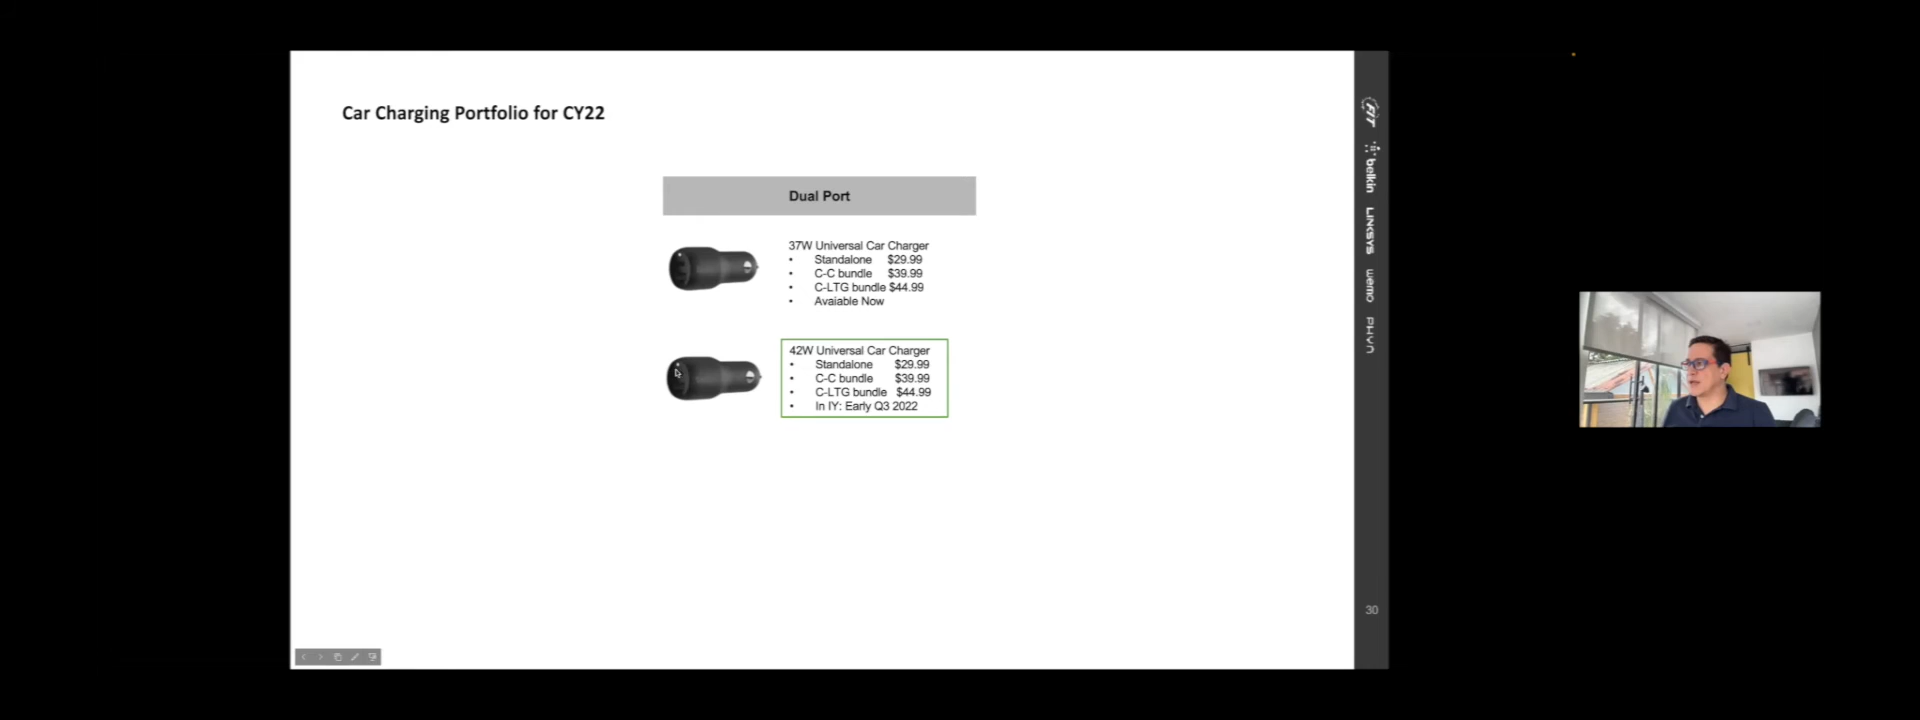 Car Charging Portfolio for CY22
Dual Port
37W Universal Car Charger
• Standalone $29.99
• C-C bundle $39.99
• C-LTG bundle $44.99
• Avaiable Now
42W Universal Car Charger
• Standalone $29.99
• C-C bundle $39.99
• C-LTG bundle $44.99
• In IY: Early Q3 2022
FIT
belkin
LINKSYS
wemo
PHYN
30